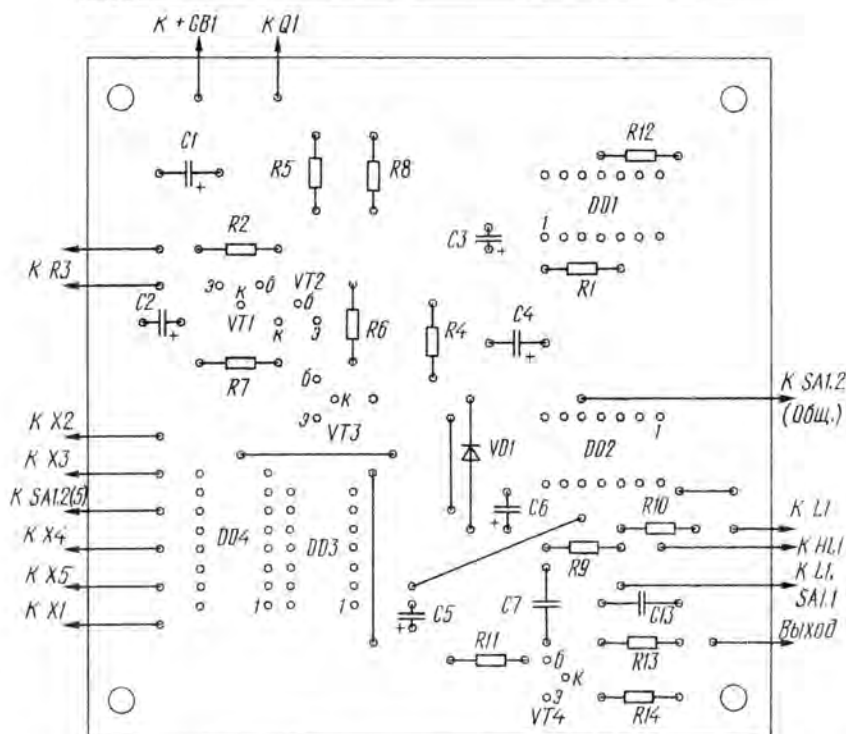 К + GB1 К Q1
C1
R5
R8
R12
DD1
1
C3
+
R1
К R3
R2
э к б
VT1
VT2
б
к э
C2
+
R6
R4
C4
+
R7
б
к
э
VT3
К SA1.2
(Общ.)
1
DD2
VD1
C6
+
К X2
К X3
К SA1.2(5)
К X4
К X5
К X1
DD4
DD3
1
1
R10
К L1
R9
К HL1
К L1,
SA1.1
C5
+
C7
C13
Выход
R11
R13
б
к
э
VT4
R14